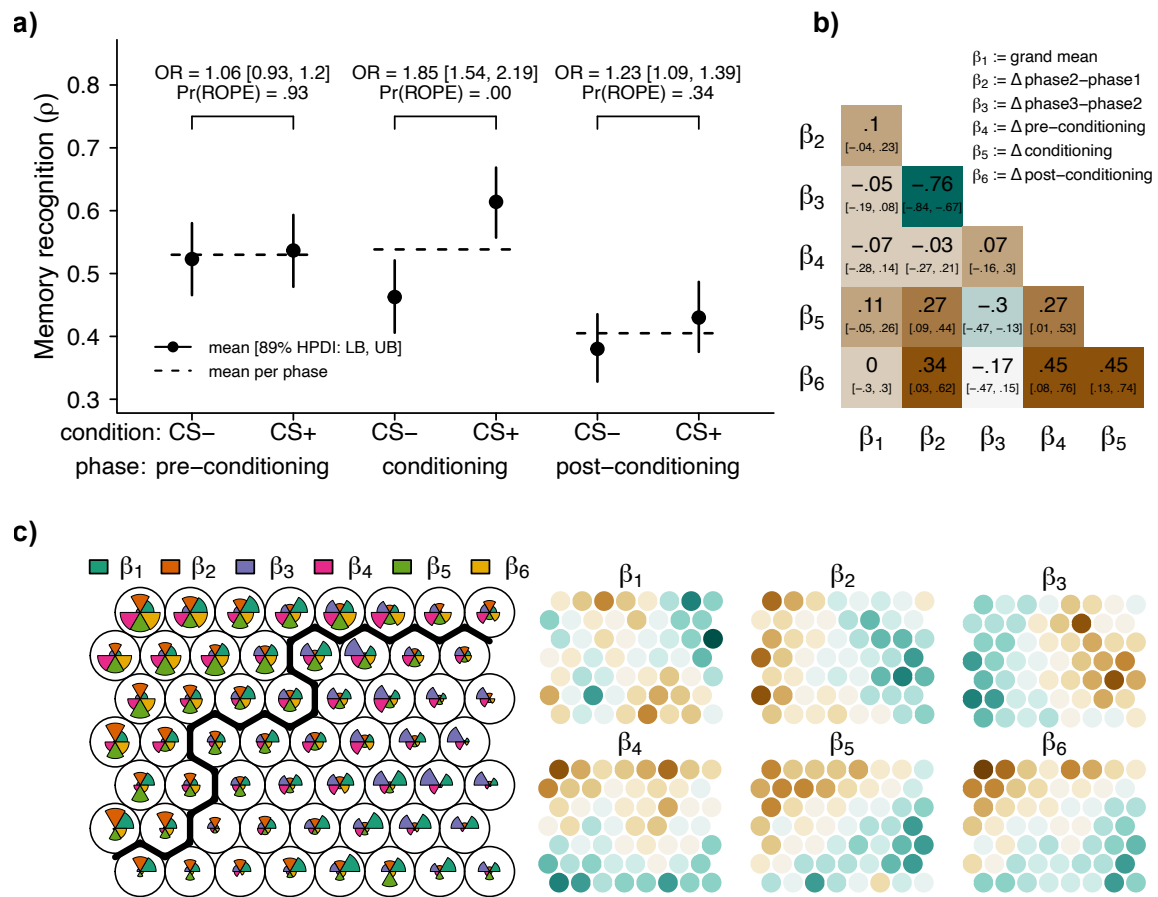 a)
OR = 1.06 [0.93, 1.2]
Pr(ROPE) = .93
OR = 1.85 [1.54, 2.19]
Pr(ROPE) = .00
OR = 1.23 [1.09, 1.39]
Pr(ROPE) = .34
Memory recognition (ρ)
0.8
0.7
0.6
0.5
0.4
0.3
mean [89% HPDI: LB, UB]
mean per phase
condition: CS− CS+ CS− CS+ CS− CS+
phase: pre−conditioning conditioning post−conditioning
b)
β1 := grand mean
β2 := Δ phase2−phase1
β3 := Δ phase3−phase2
β4 := Δ pre−conditioning
β5 := Δ conditioning
β6 := Δ post−conditioning
β2 .1
[−.04, .23]
β3 −.05 −.76
[−.19, .08] [−.84, −.67]
β4 −.07 −.03 .07
[−.28, .14] [−.27, .21] [−.16, .3]
β5 .11 .27 −.3 .27
[−.05, .26] [.09, .44] [−.47, −.13] [.01, .53]
β6 0 .34 −.17 .45 .45
[−.3, .3] [.03, .62] [−.47, .15] [.08, .76] [.13, .74]
β1 β2 β3 β4 β5
c)
β1 β2 β3 β4 β5 β6
β1 β2 β3
β4 β5 β6